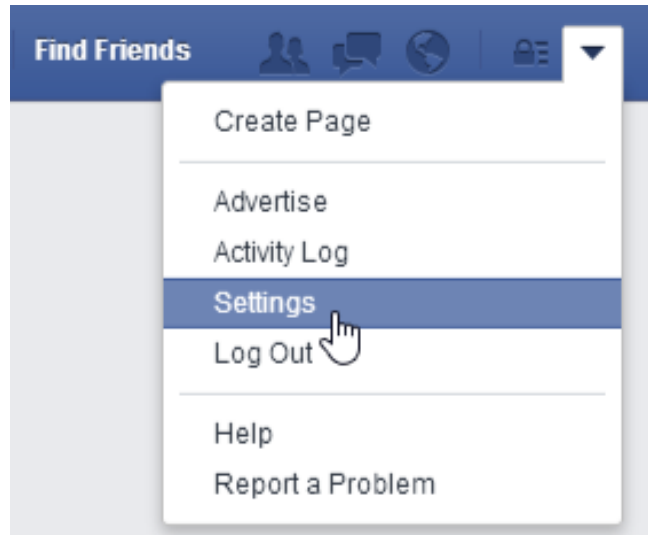 Find Friends
Create Page
Advertise
Activity Log
Settings
Log Out
Help
Report a Problem